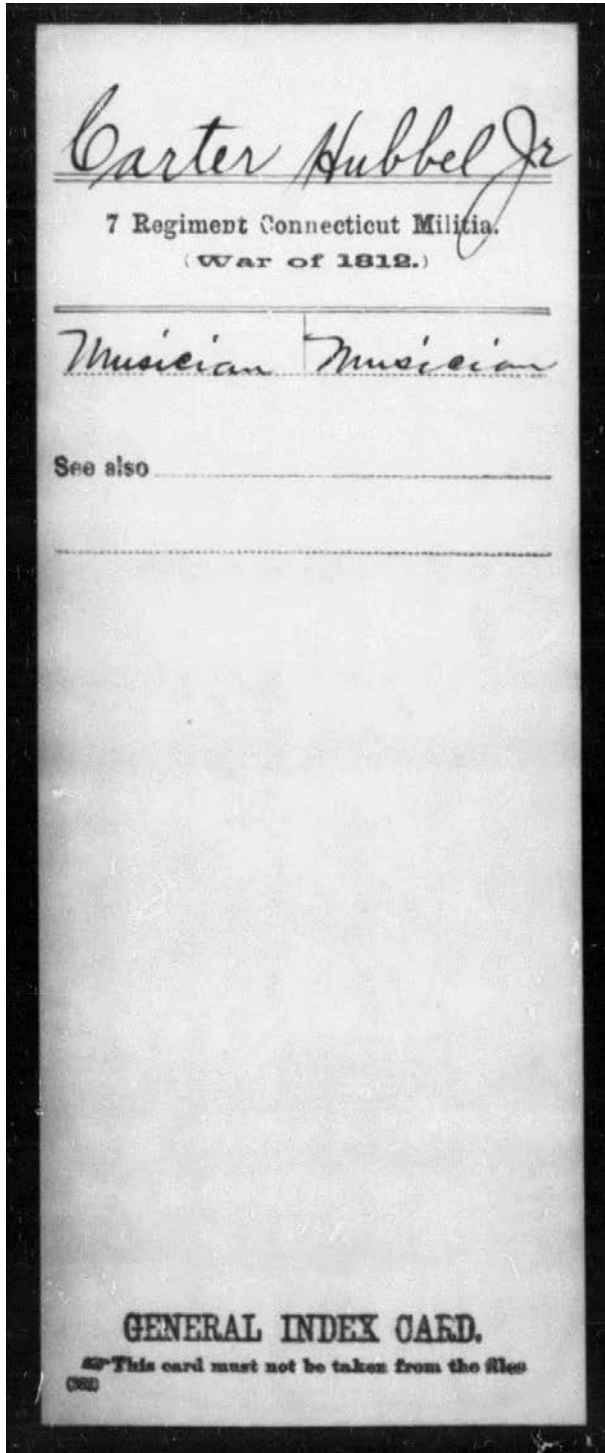 Carter Hubbel Jr
7 Regiment Connecticut Militia.
(War of 1812.)
Musician Musician
See also
GENERAL INDEX CARD.
☞This card must not be taken from the files
(382)